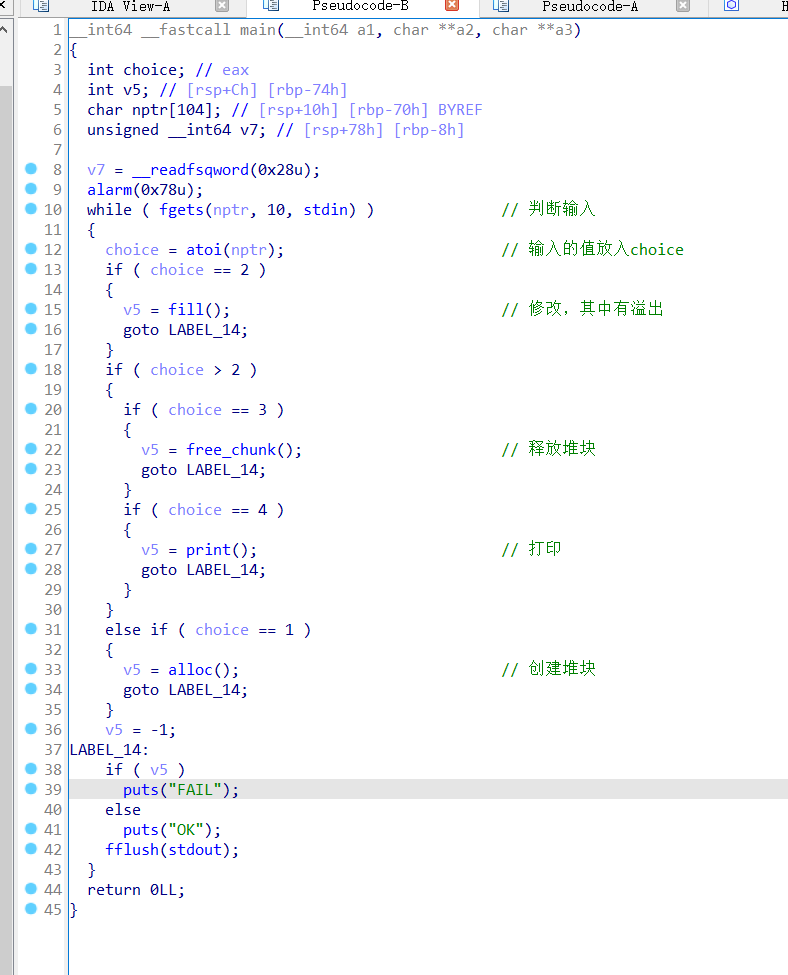 IDA View-A Pseudocode-B Pseudocode-A H
1 __int64 __fastcall main(__int64 a1, char **a2, char **a3)
2 {
3 int choice; // eax
4 int v5; // [rsp+Ch] [rbp-74h]
5 char nptr[104]; // [rsp+10h] [rbp-70h] BYREF
6 unsigned __int64 v7; // [rsp+78h] [rbp-8h]
7
8 v7 = __readfsqword(0x28u);
9 alarm(0x78u);
10 while ( fgets(nptr, 10, stdin) ) // 判断输入
11 {
12 choice = atoi(nptr); // 输入的值放入choice
13 if ( choice == 2 )
14 {
15 v5 = fill(); // 修改，其中有溢出
16 goto LABEL_14;
17 }
18 if ( choice > 2 )
19 {
20 if ( choice == 3 )
21 {
22 v5 = free_chunk(); // 释放堆块
23 goto LABEL_14;
24 }
25 if ( choice == 4 )
26 {
27 v5 = print(); // 打印
28 goto LABEL_14;
29 }
30 }
31 else if ( choice == 1 )
32 {
33 v5 = alloc(); // 创建堆块
34 goto LABEL_14;
35 }
36 v5 = -1;
37 LABEL_14:
38 if ( v5 )
39 puts("FAIL");
40 else
41 puts("OK");
42 fflush(stdout);
43 }
44 return 0LL;
45 }